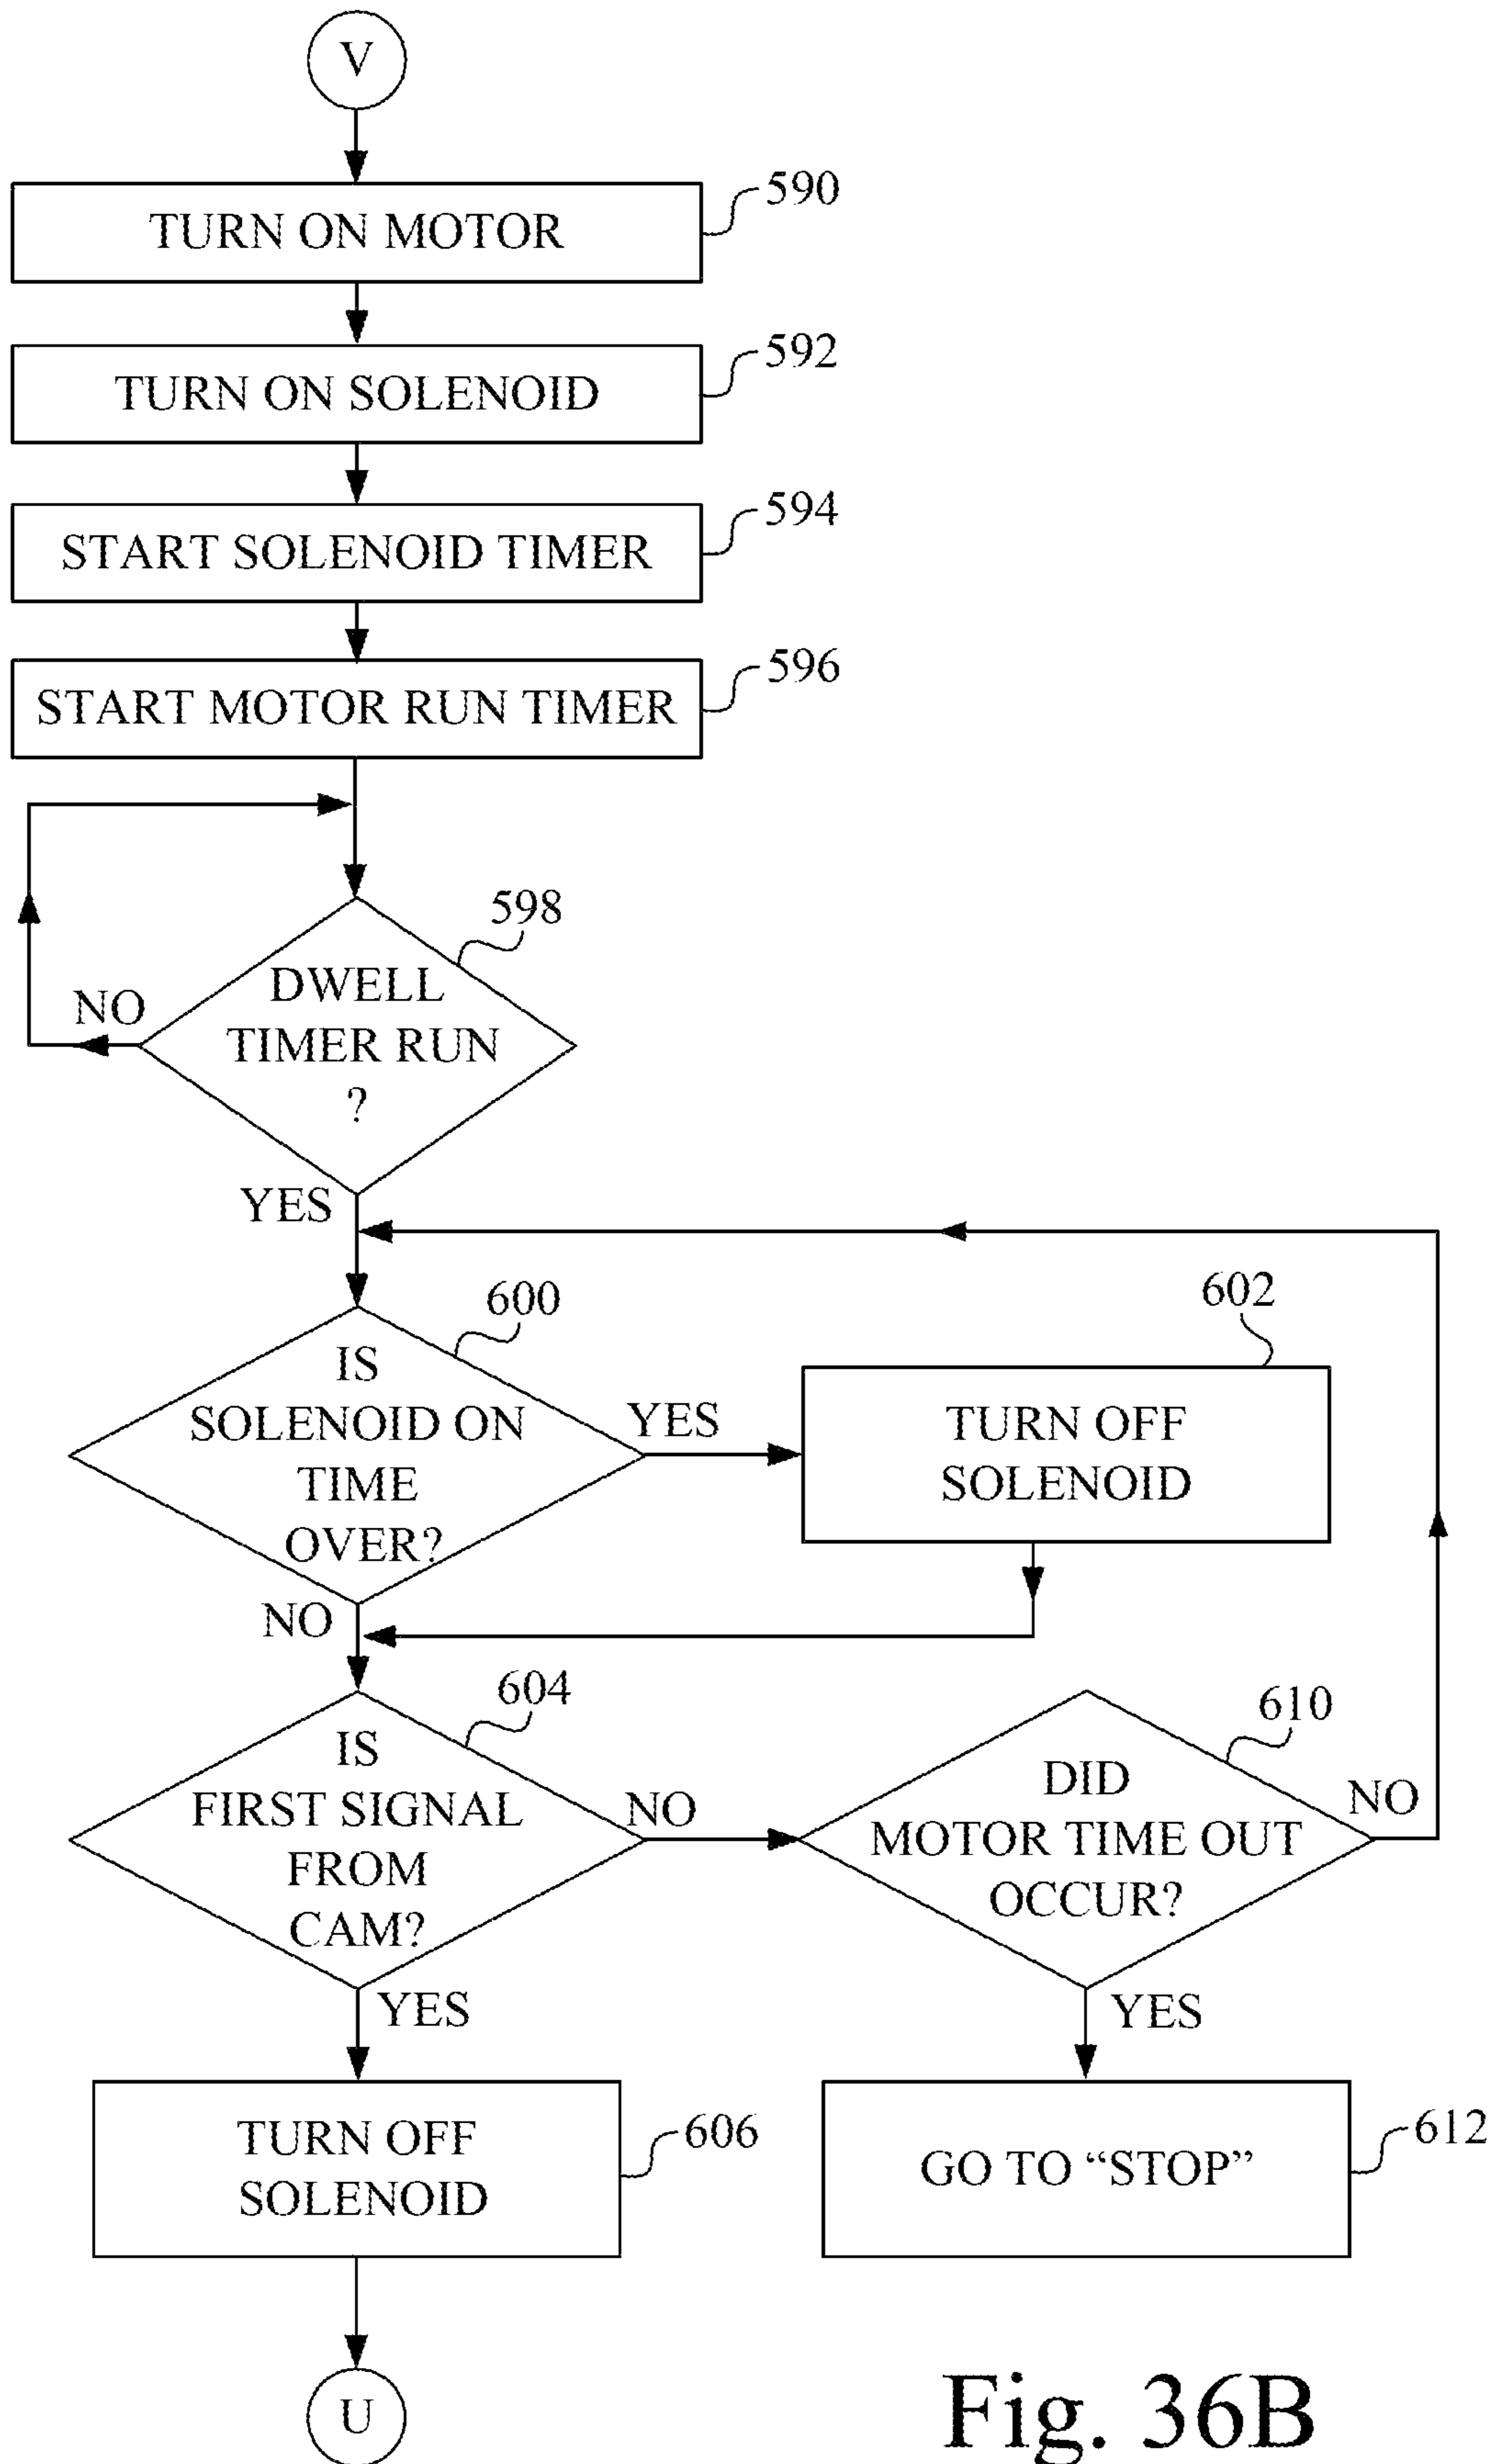 V
TURN ON MOTOR
590
TURN ON SOLENOID
592
START SOLENOID TIMER
594
START MOTOR RUN TIMER
596
598
DWELL
TIMER RUN
?
NO
YES
600
IS
SOLENOID ON
TIME
OVER?
YES
602
TURN OFF
SOLENOID
NO
604
IS
FIRST SIGNAL
FROM
CAM?
NO
610
DID
MOTOR TIME OUT
OCCUR?
NO
YES
YES
TURN OFF
SOLENOID
606
GO TO “STOP”
612
U
Fig. 36B